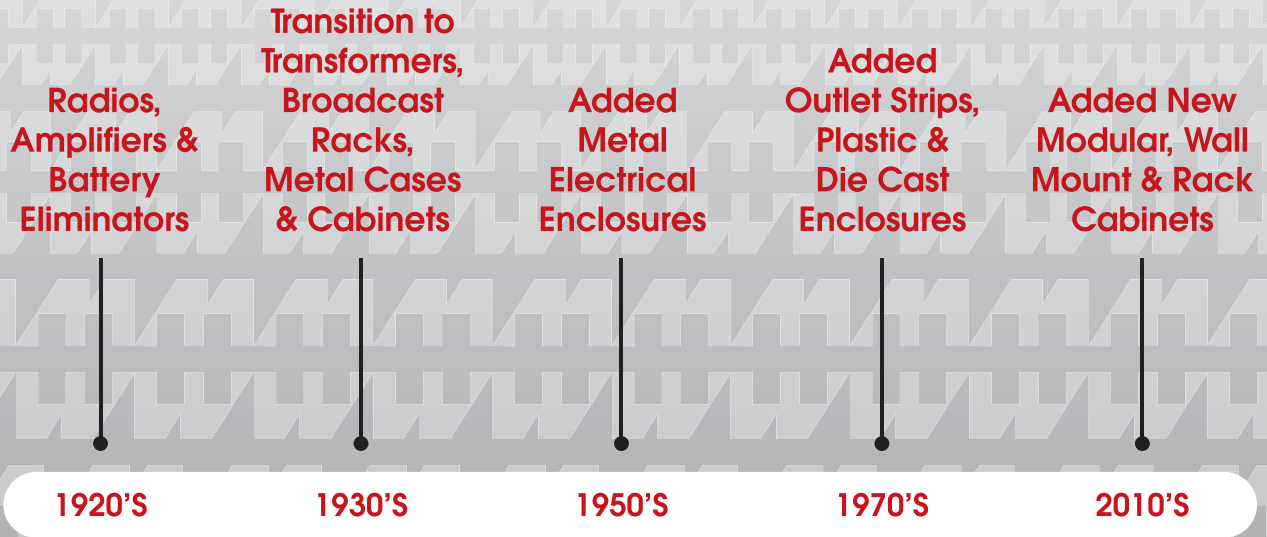 Radios,
Amplifiers &
Battery
Eliminators
Transition to
Transformers,
Broadcast
Racks,
Metal Cases
& Cabinets
Added
Metal
Electrical
Enclosures
Added
Outlet Strips,
Plastic &
Die Cast
Enclosures
Added New
Modular, Wall
Mount & Rack
Cabinets
1920’S
1930’S
1950’S
1970’S
2010’S